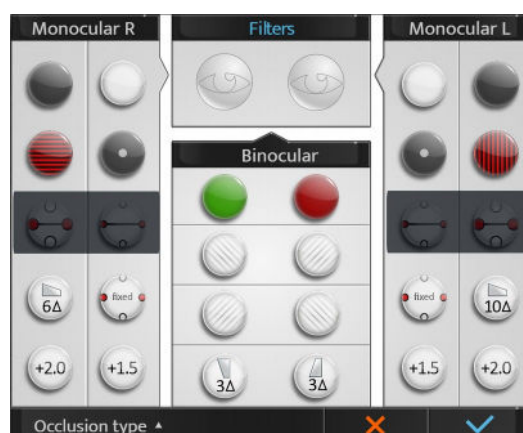 Monocular R
Filters
Monocular L
Binocular
6Δ
fixed
fixed
10Δ
+2.0
+1.5
3Δ
3Δ
+1.5
+2.0
Occlusion type